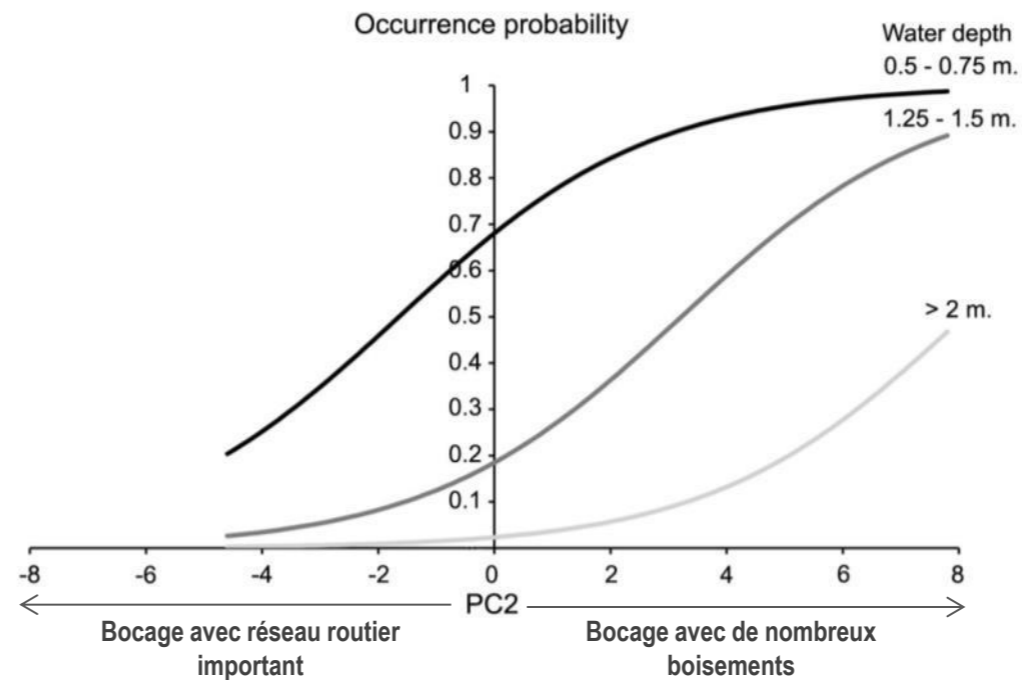 Occurrence probability
Water depth
0.5 - 0.75 m.
1.25 - 1.5 m.
> 2 m.
1
0.9
0.8
0.7
0.6
0.5
0.4
0.3
0.2
0.1
-8 -6 -4 -2 0 2 4 6 8
PC2
Bocage avec réseau routier
important
Bocage avec de nombreux
boisements